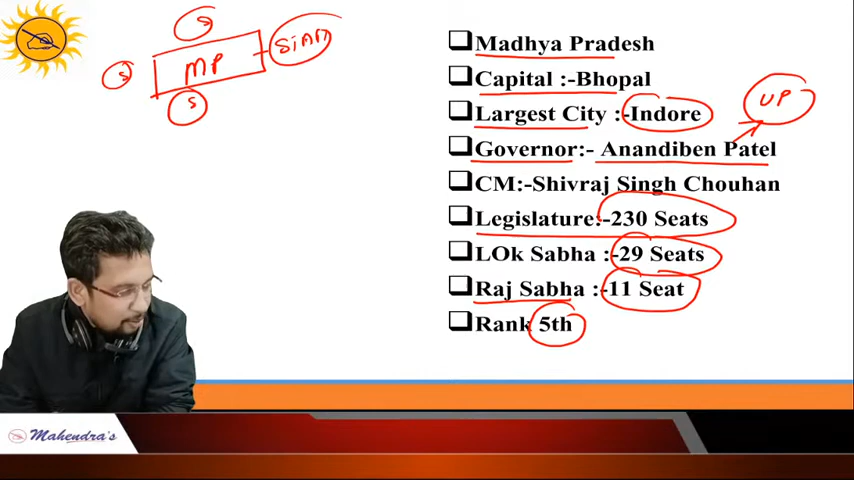 MP
S
S
S
Madhya Pradesh
Capital :-Bhopal
UP
Largest City :-Indore
Governor:- Anandiben Patel
CM:-Shivraj Singh Chouhan
Legislature:-230 Seats
LOk Sabha :-29 Seats
Raj Sabha :-11 Seat
Rank 5th
Mahendra's